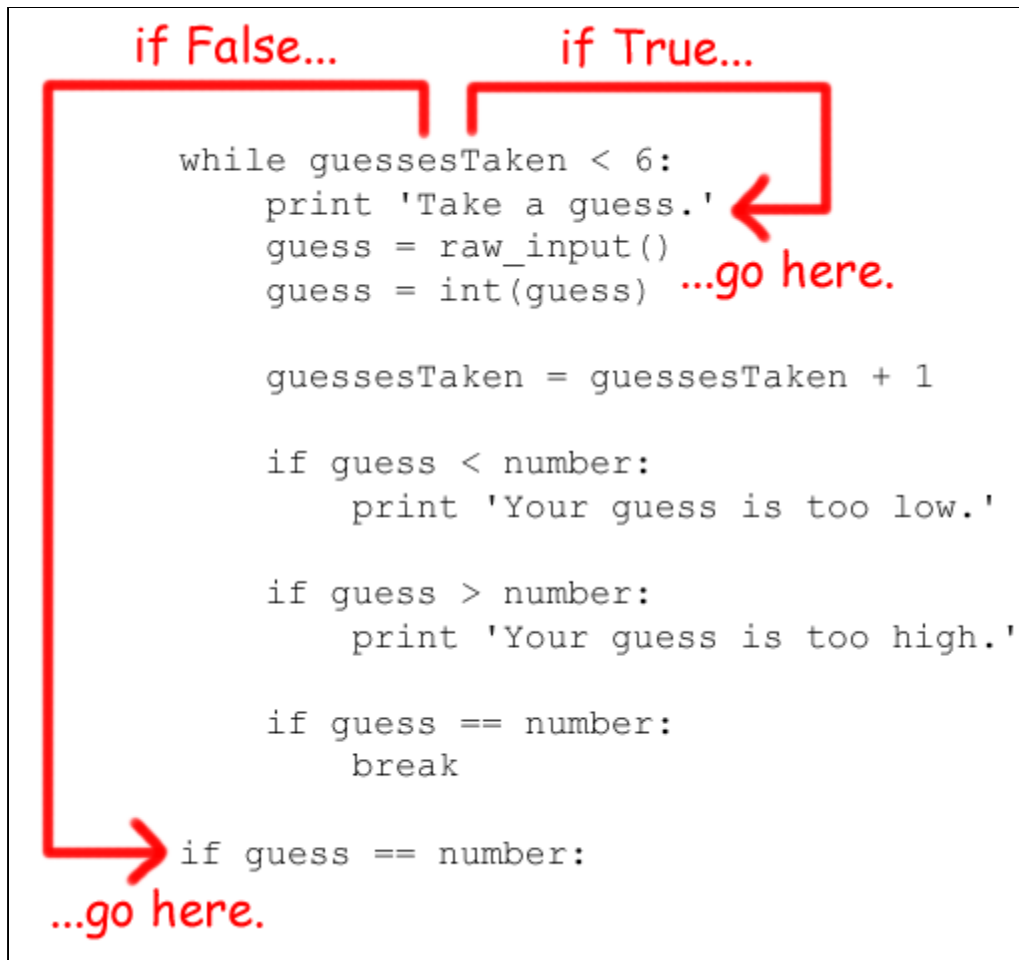 if False... if True...
while guessesTaken < 6:
    print 'Take a guess.'
    guess = raw_input()
    guess = int(guess) ...go here.

    guessesTaken = guessesTaken + 1

    if guess < number:
        print 'Your guess is too low.'

    if guess > number:
        print 'Your guess is too high.'

    if guess == number:
        break

if guess == number:
...go here.